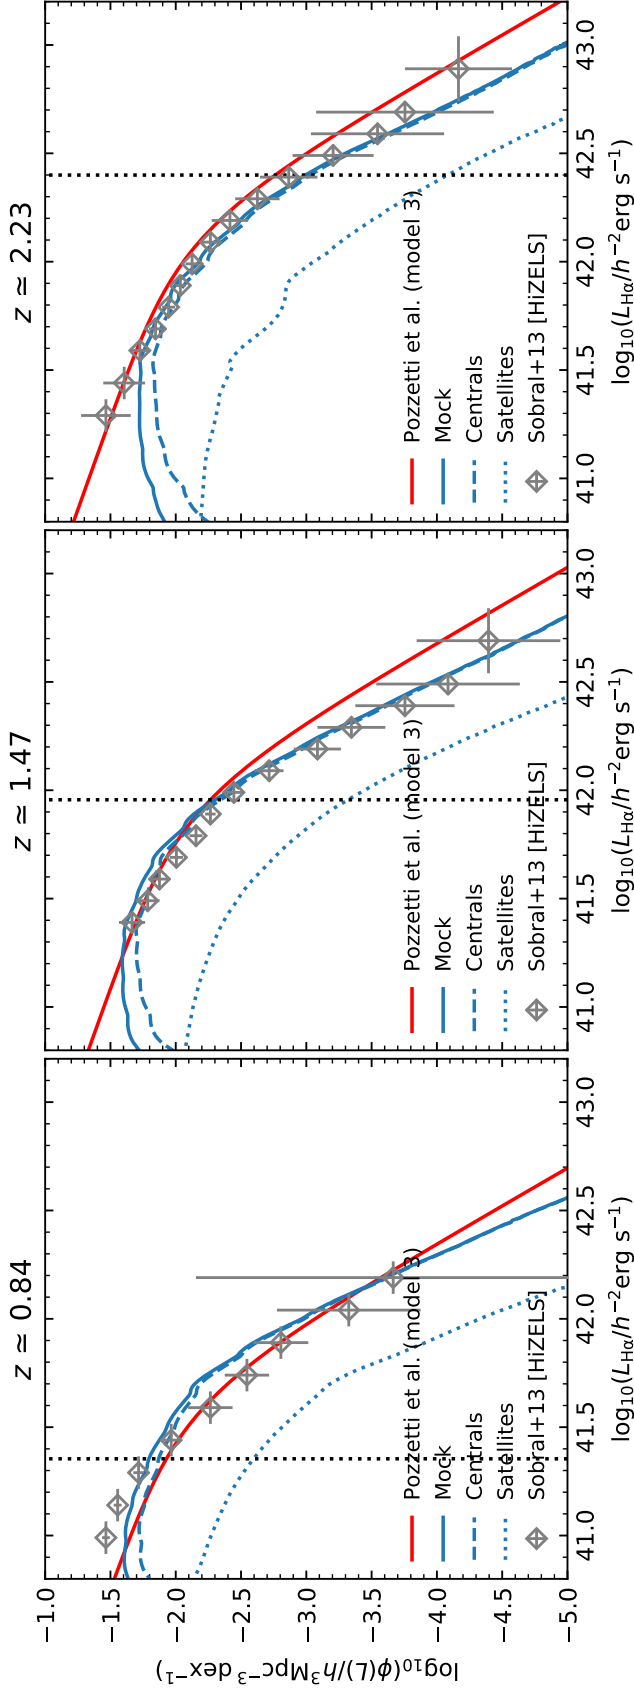 z ≃ 0.84
z ≃ 1.47
z ≃ 2.23
log₁₀(ϕ(L)/h³Mpc⁻³ dex⁻¹)
−1.0
−1.5
−2.0
−2.5
−3.0
−3.5
−4.0
−4.5
−5.0
Pozzetti et al. (model 3)
Mock
Centrals
Satellites
Sobral+13 [HiZELS]
41.0 41.5 42.0 42.5 43.0
log₁₀(L_Hα/h⁻²erg s⁻¹)
Pozzetti et al. (model 3)
Mock
Centrals
Satellites
Sobral+13 [HiZELS]
41.0 41.5 42.0 42.5 43.0
log₁₀(L_Hα/h⁻²erg s⁻¹)
Pozzetti et al. (model 3)
Mock
Centrals
Satellites
Sobral+13 [HiZELS]
41.0 41.5 42.0 42.5 43.0
log₁₀(L_Hα/h⁻²erg s⁻¹)